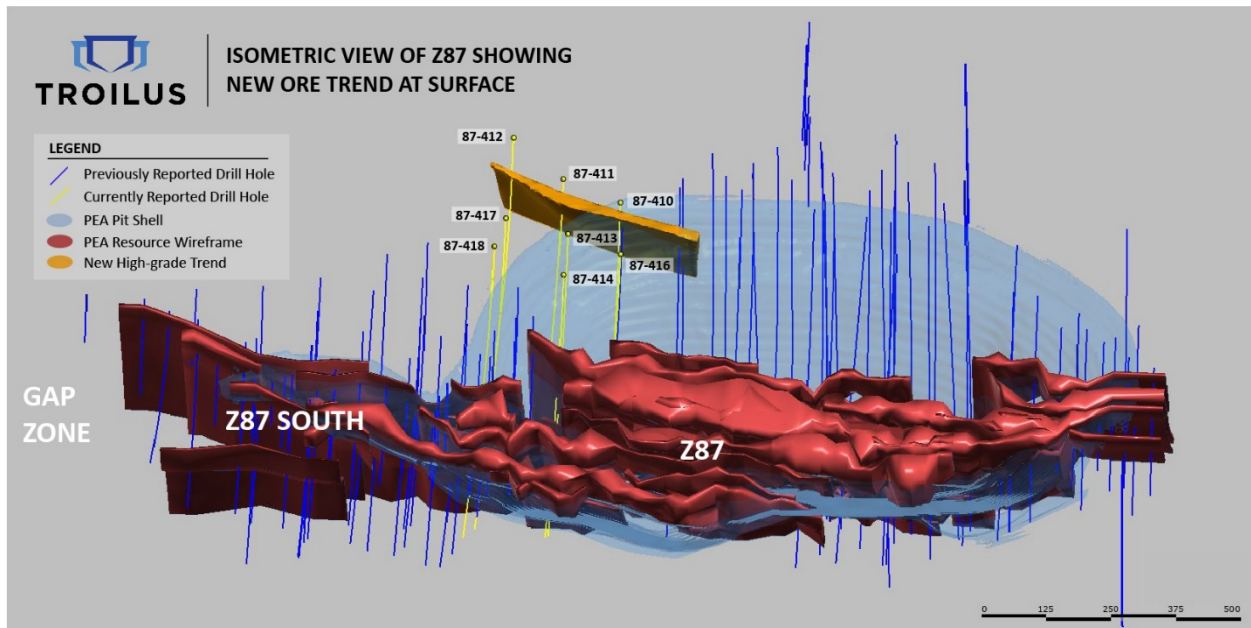 TROILUS
ISOMETRIC VIEW OF Z87 SHOWING
NEW ORE TREND AT SURFACE
LEGEND
Previously Reported Drill Hole
Currently Reported Drill Hole
PEA Pit Shell
PEA Resource Wireframe
New High-grade Trend
87-412
87-411
87-410
87-417
87-413
87-418
87-416
87-414
GAP
ZONE
Z87 SOUTH
Z87
0 125 250 375 500